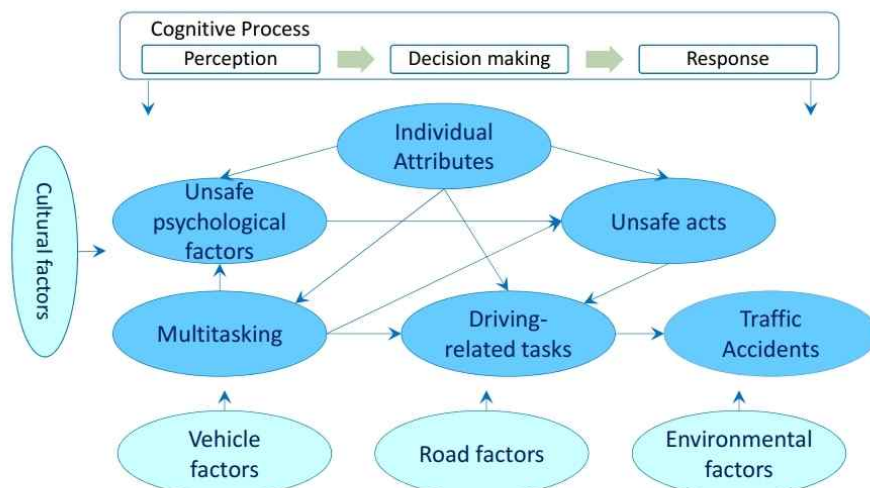 Cognitive Process
Perception
Decision making
Response
Individual
Attributes
Cultural factors
Unsafe
psychological
factors
Unsafe acts
Multitasking
Driving-
related tasks
Traffic
Accidents
Vehicle
factors
Road factors
Environmental
factors